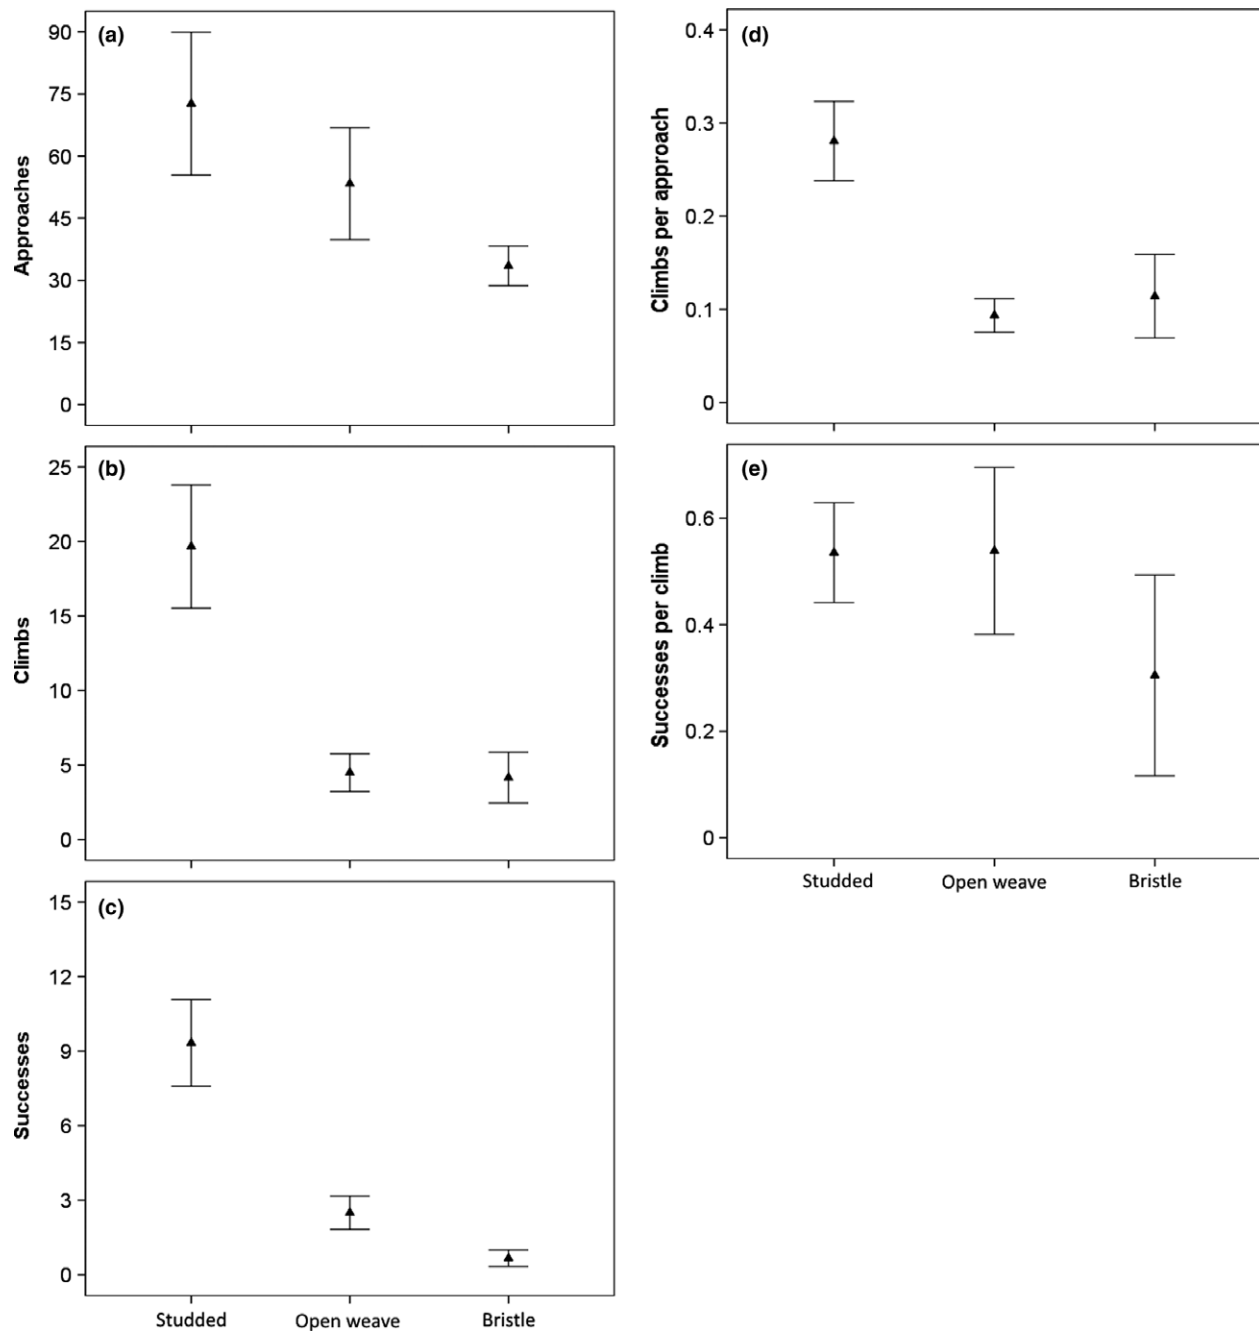 (a)
90
75
60
45
30
15
0
Approaches
(b)
25
20
15
10
5
0
Climbs
(c)
15
12
9
6
3
0
Successes
Studded Open weave Bristle
(d)
0.4
0.3
0.2
0.1
0
Climbs per approach
(e)
0.6
0.4
0.2
0
Successes per climb
Studded Open weave Bristle